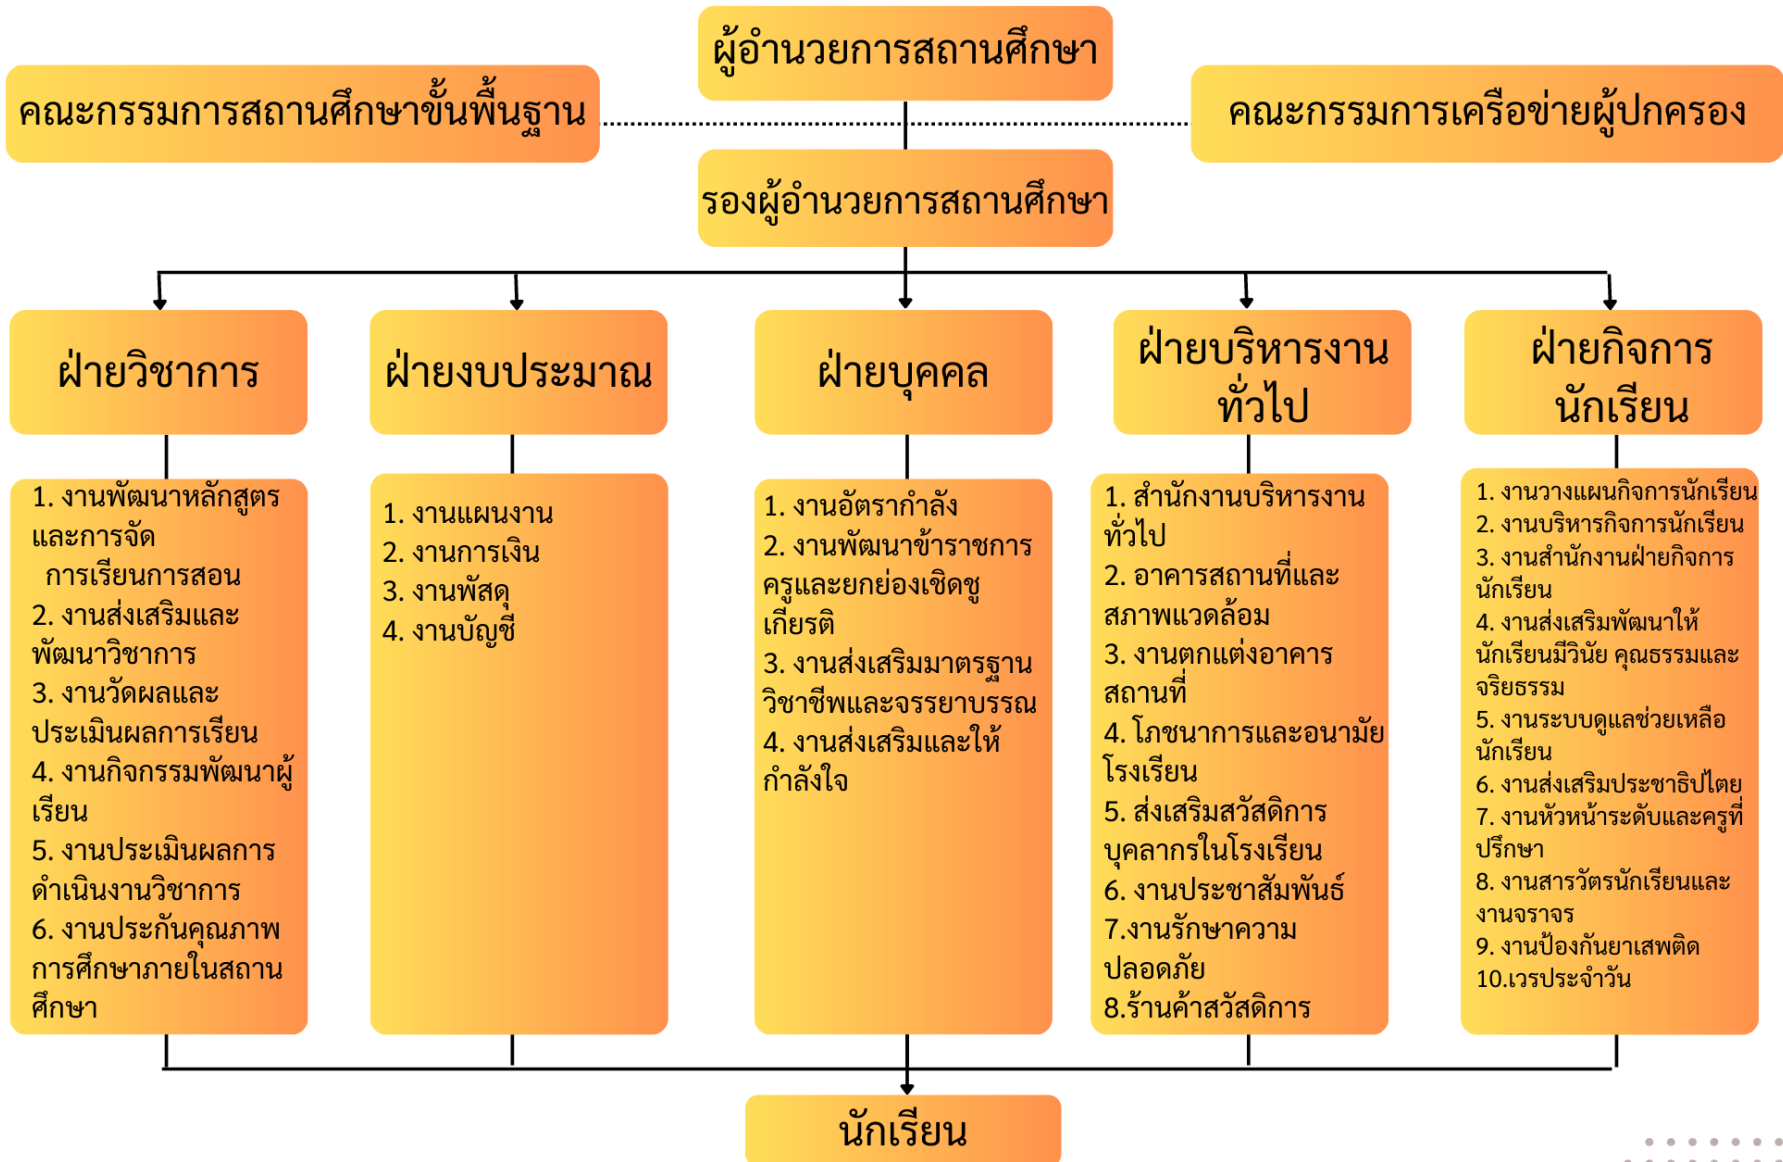 ผู้อำนวยการสถานศึกษา
คณะกรรมการสถานศึกษาขั้นพื้นฐาน
คณะกรรมการเครือข่ายผู้ปกครอง
รองผู้อำนวยการสถานศึกษา
ฝ่ายวิชาการ
ฝ่ายงบประมาณ
ฝ่ายบุคคล
ฝ่ายบริหารงาน
ทั่วไป
ฝ่ายกิจการ
นักเรียน
1. งานพัฒนาหลักสูตร
และการจัด
การเรียนการสอน
2. งานส่งเสริมและ
พัฒนาวิชาการ
3. งานวัดผลและ
ประเมินผลการเรียน
4. งานกิจกรรมพัฒนาผู้
เรียน
5. งานประเมินผลการ
ดำเนินงานวิชาการ
6. งานประกันคุณภาพ
การศึกษาภายในสถาน
ศึกษา
1. งานแผนงาน
2. งานการเงิน
3. งานพัสดุ
4. งานบัญชี
1. งานอัตรากำลัง
2. งานพัฒนาข้าราชการ
ครูและยกย่องเชิดชู
เกียรติ
3. งานส่งเสริมมาตรฐาน
วิชาชีพและจรรยาบรรณ
4. งานส่งเสริมและให้
กำลังใจ
1. สำนักงานบริหารงาน
ทั่วไป
2. อาคารสถานที่และ
สภาพแวดล้อม
3. งานตกแต่งอาคาร
สถานที่
4. โภชนาการและอนามัย
โรงเรียน
5. ส่งเสริมสวัสดิการ
บุคลากรในโรงเรียน
6. งานประชาสัมพันธ์
7.งานรักษาความ
ปลอดภัย
8.ร้านค้าสวัสดิการ
1. งานวางแผนกิจการนักเรียน
2. งานบริหารกิจการนักเรียน
3. งานสำนักงานฝ่ายกิจการ
นักเรียน
4. งานส่งเสริมพัฒนาให้
นักเรียนมีวินัย คุณธรรมและ
จริยธรรม
5. งานระบบดูแลช่วยเหลือ
นักเรียน
6. งานส่งเสริมประชาธิปไตย
7. งานหัวหน้าระดับและครูที่
ปรึกษา
8. งานสารวัตรนักเรียนและ
งานจราจร
9. งานป้องกันยาเสพติด
10.เวรประจำวัน
นักเรียน